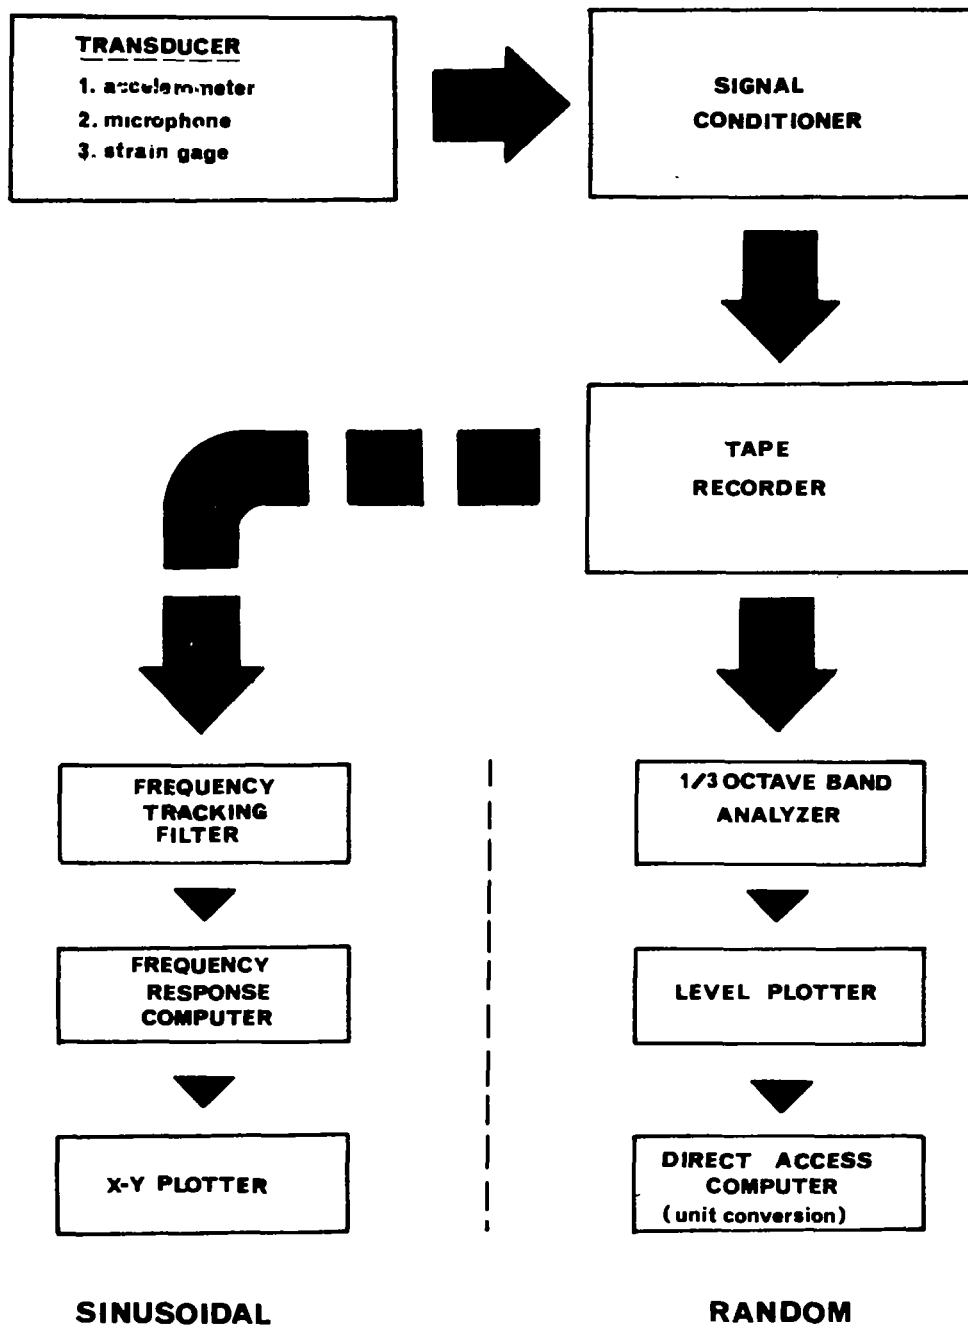 TRANSDUCER
1. accelerometer
2. microphone
3. strain gage
SIGNAL
CONDITIONER
TAPE
RECORDER
FREQUENCY
TRACKING
FILTER
1/3 OCTAVE BAND
ANALYZER
FREQUENCY
RESPONSE
COMPUTER
LEVEL PLOTTER
X-Y PLOTTER
DIRECT ACCESS
COMPUTER
(unit conversion)
SINUSOIDAL
RANDOM